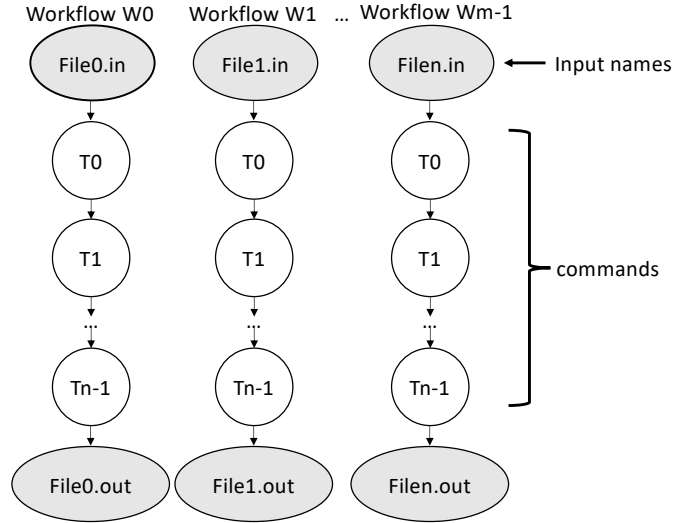 Workflow W0 Workflow W1 ... Workflow Wm-1
File0.in File1.in Filen.in Input names
T0 T0 T0
T1 T1 T1
commands
... ... ...
Tn-1 Tn-1 Tn-1
File0.out File1.out Filen.out